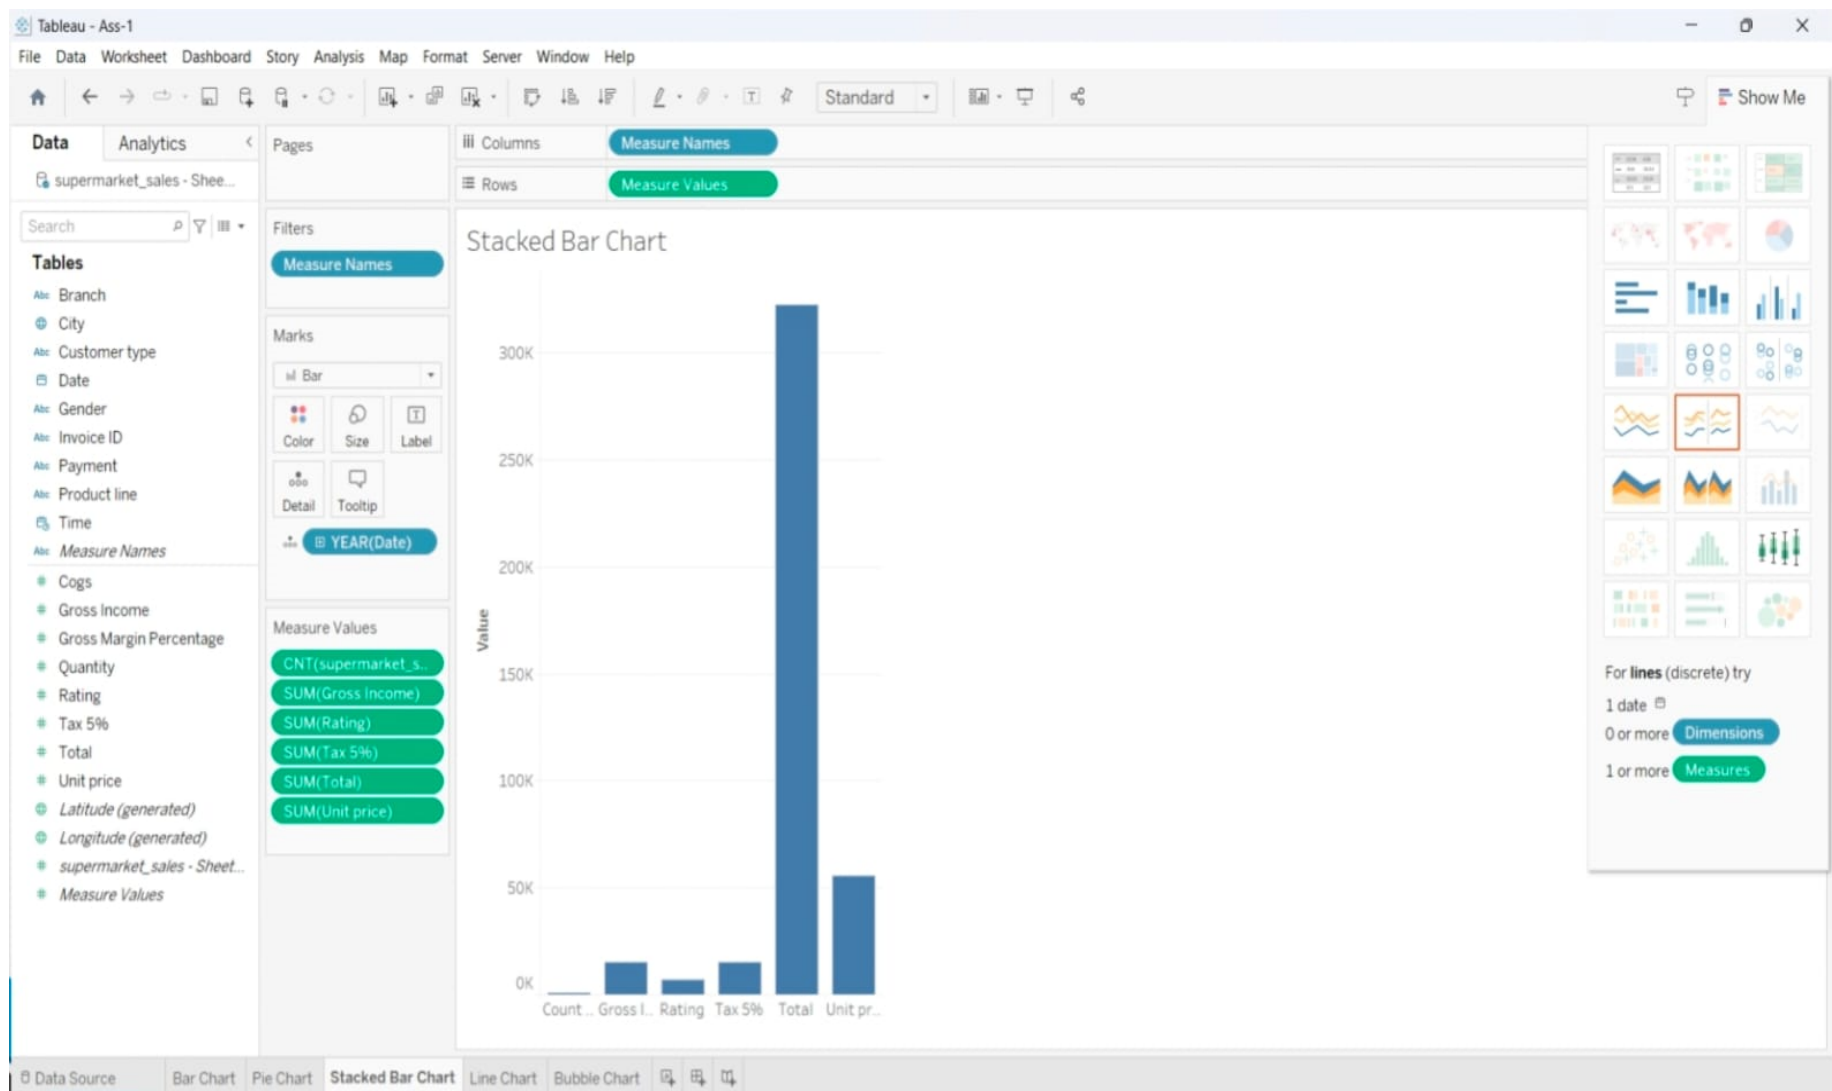 Tableau - Ass-1
File Data Worksheet Dashboard Story Analysis Map Format Server Window Help
Standard
Show Me
Data Analytics
supermarket_sales - Shee...
Search
Tables
Abc Branch
City
Abc Customer type
Date
Abc Gender
Abc Invoice ID
Abc Payment
Abc Product line
Time
Abc Measure Names
# Cogs
# Gross Income
# Gross Margin Percentage
# Quantity
# Rating
# Tax 5%
# Total
# Unit price
Latitude (generated)
Longitude (generated)
# supermarket_sales - Sheet...
# Measure Values
Pages
Filters
Measure Names
Marks
Bar
Color Size Label
Detail Tooltip
YEAR(Date)
Measure Values
CNT(supermarket_s..
SUM(Gross Income)
SUM(Rating)
SUM(Tax 5%)
SUM(Total)
SUM(Unit price)
Columns Measure Names
Rows Measure Values
Stacked Bar Chart
300K
250K
200K
150K
100K
50K
0K
Value
Count .. Gross I.. Rating Tax 5% Total Unit pr..
For lines (discrete) try
1 date
0 or more Dimensions
1 or more Measures
Data Source Bar Chart Pie Chart Stacked Bar Chart Line Chart Bubble Chart